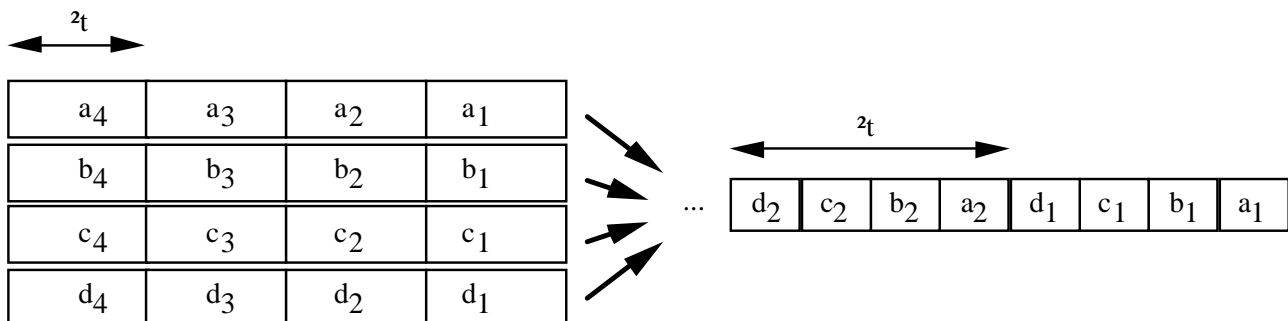 ²t
a4 a3 a2 a1
²t
b4 b3 b2 b1
... d2 c2 b2 a2 d1 c1 b1 a1
c4 c3 c2 c1
d4 d3 d2 d1